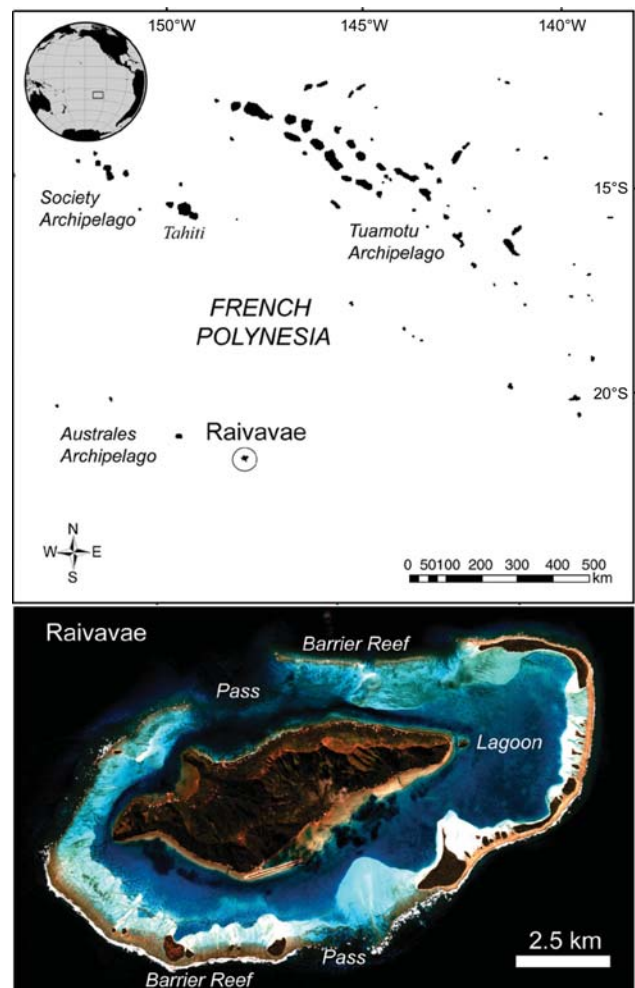 150°W 145°W 140°W
15°S
Society
Archipelago
Tahiti
Tuamotu
Archipelago
FRENCH
POLYNESIA
20°S
Australes
Archipelago
Raivavae
N
W E
S
0 50100 200 300 400 500
km
Raivavae
Barrier Reef
Pass
Lagoon
2.5 km
Pass
Barrier Reef